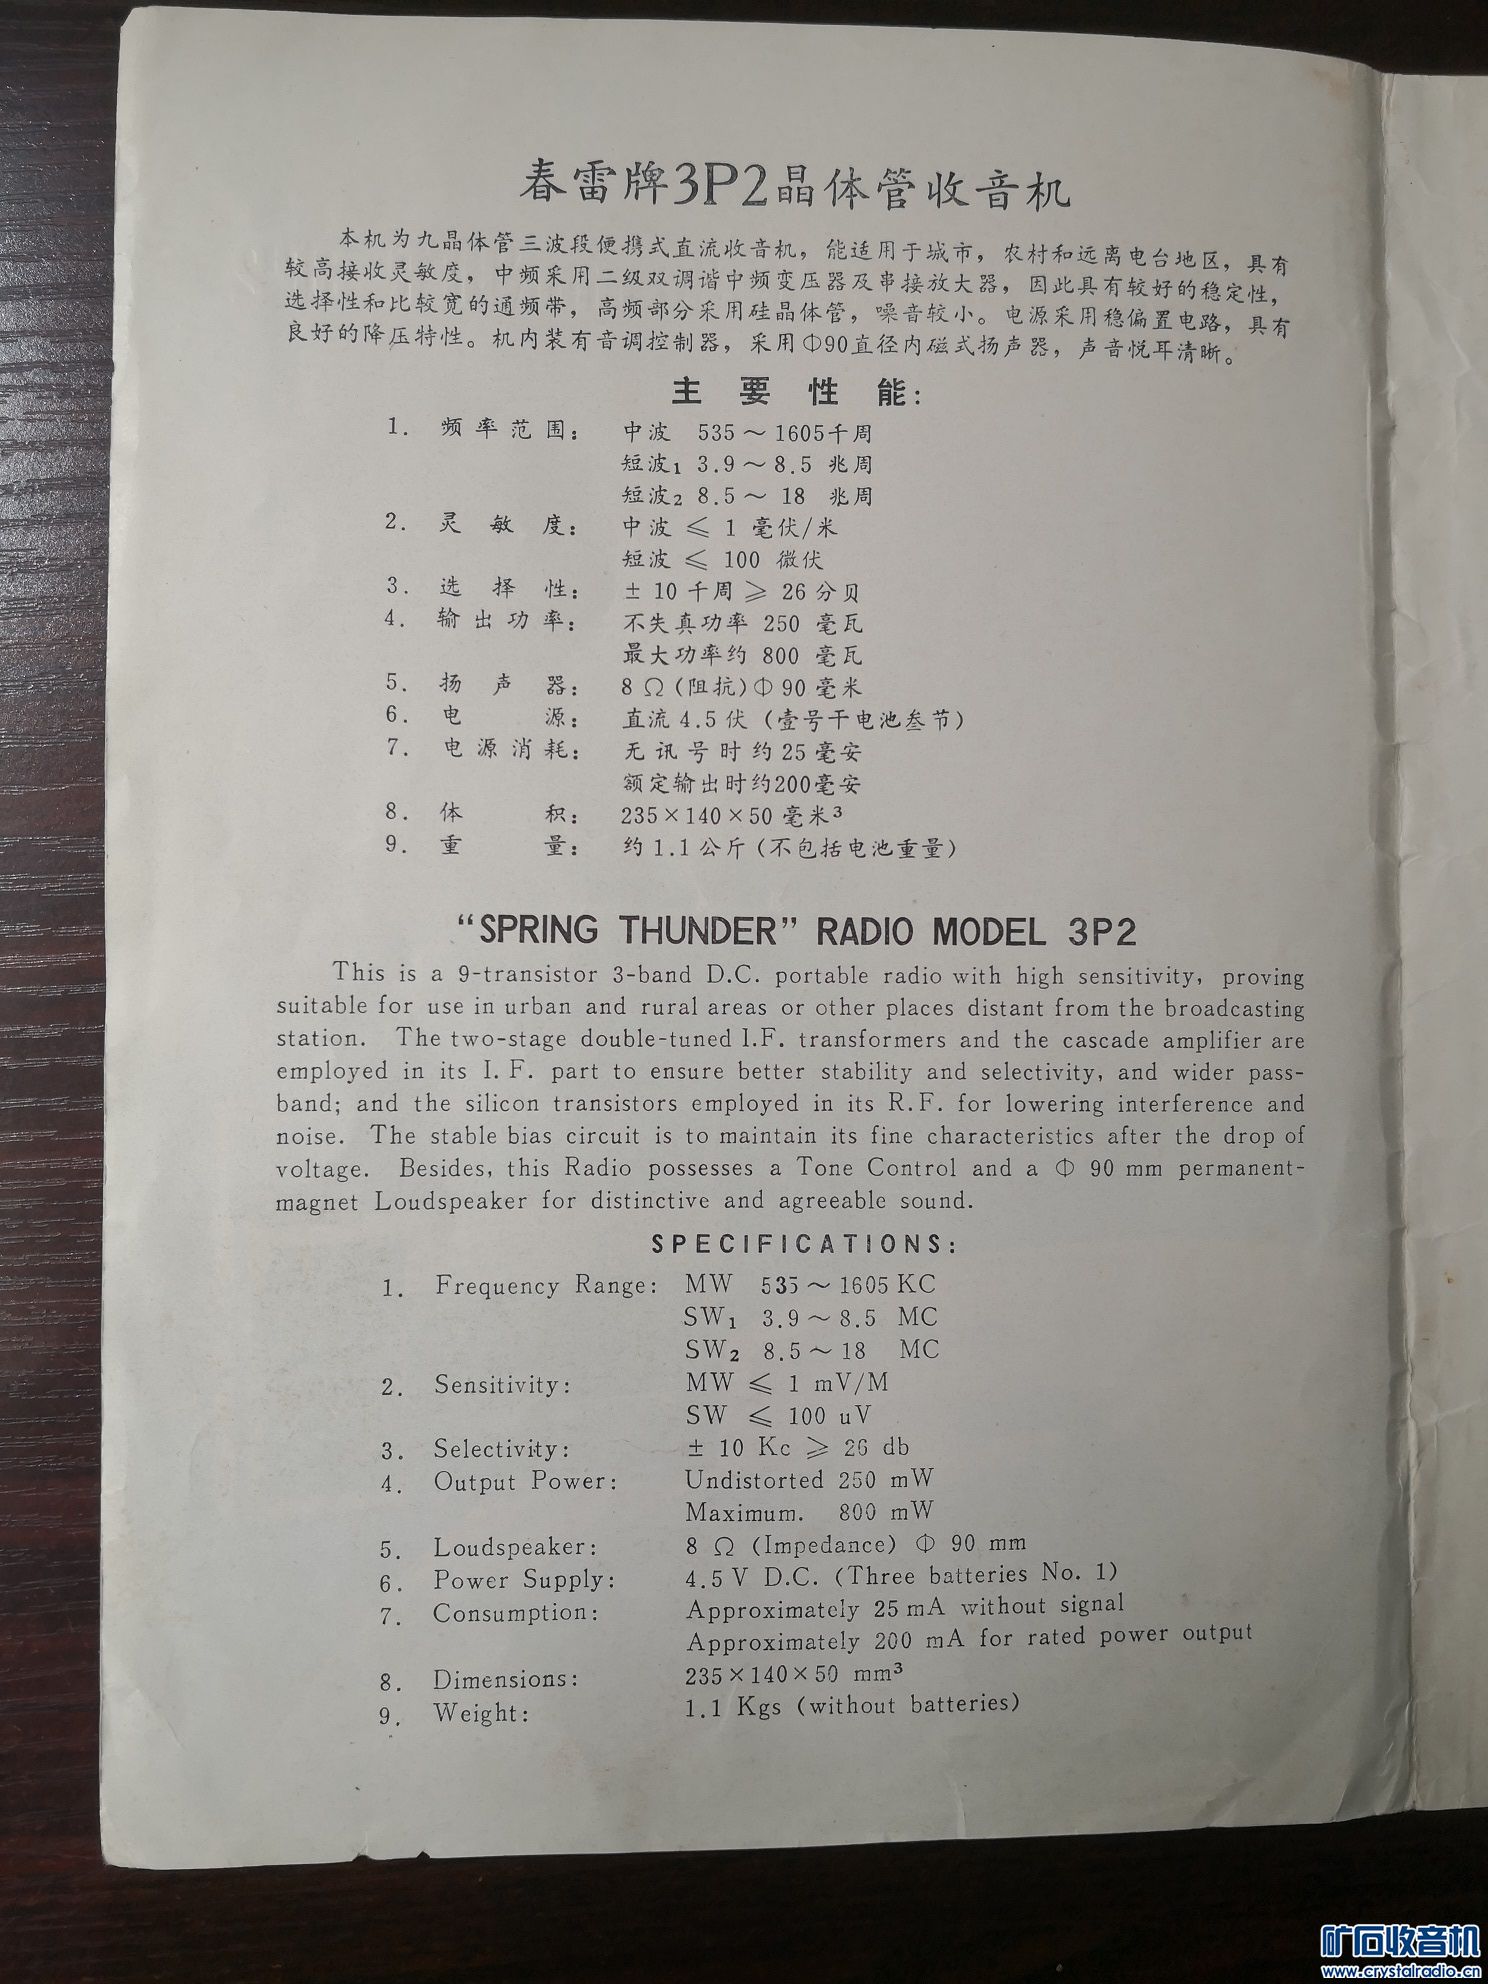 春雷牌3P2晶体管收音机
本机为九晶体管三波段便携式直流收音机，能适用于城市，农村和远离电台地区，具有
较高接收灵敏度，中频采用二级双调谐中频变压器及串接放大器，因此具有较好的稳定性，
选择性和比较宽的通频带，高频部分采用硅晶体管，噪音较小。电源采用稳偏置电路，具有
良好的降压特性。机内装有音调控制器，采用Φ90直径内磁式扬声器，声音悦耳清晰。
主要性能：
1. 频率范围： 中波 535～1605千周
短波₁ 3.9～8.5 兆周
短波₂ 8.5～18 兆周
2. 灵敏度： 中波 ≤ 1 毫伏/米
短波 ≤ 100 微伏
3. 选择性： ±10千周 ≥ 26分贝
4. 输出功率： 不失真功率 250 毫瓦
最大功率约 800 毫瓦
5. 扬声器： 8Ω(阻抗)Φ90毫米
6. 电源： 直流4.5伏（壹号干电池叁节）
7. 电源消耗： 无讯号时约25毫安
额定输出时约200毫安
8. 体积： 235×140×50毫米³
9. 重量： 约1.1公斤(不包括电池重量)
“SPRING THUNDER” RADIO MODEL 3P2
This is a 9-transistor 3-band D.C. portable radio with high sensitivity, proving
suitable for use in urban and rural areas or other places distant from the broadcasting
station. The two-stage double-tuned I.F. transformers and the cascade amplifier are
employed in its I.F. part to ensure better stability and selectivity, and wider pass-
band; and the silicon transistors employed in its R.F. for lowering interference and
noise. The stable bias circuit is to maintain its fine characteristics after the drop of
voltage. Besides, this Radio possesses a Tone Control and a Φ 90 mm permanent-
magnet Loudspeaker for distinctive and agreeable sound.
SPECIFICATIONS:
1. Frequency Range: MW 535～1605 KC
SW₁ 3.9～8.5 MC
SW₂ 8.5～18 MC
2. Sensitivity: MW ≤ 1 mV/M
SW ≤ 100 uV
3. Selectivity: ± 10 Kc ≥ 26 db
4. Output Power: Undistorted 250 mW
Maximum. 800 mW
5. Loudspeaker: 8 Ω (Impedance) Φ 90 mm
6. Power Supply: 4.5V D.C. (Three batteries No. 1)
7. Consumption: Approximately 25 mA without signal
Approximately 200 mA for rated power output
8. Dimensions: 235×140×50 mm³
9. Weight: 1.1 Kgs (without batteries)
矿石收音机
www.crystalradio.cn